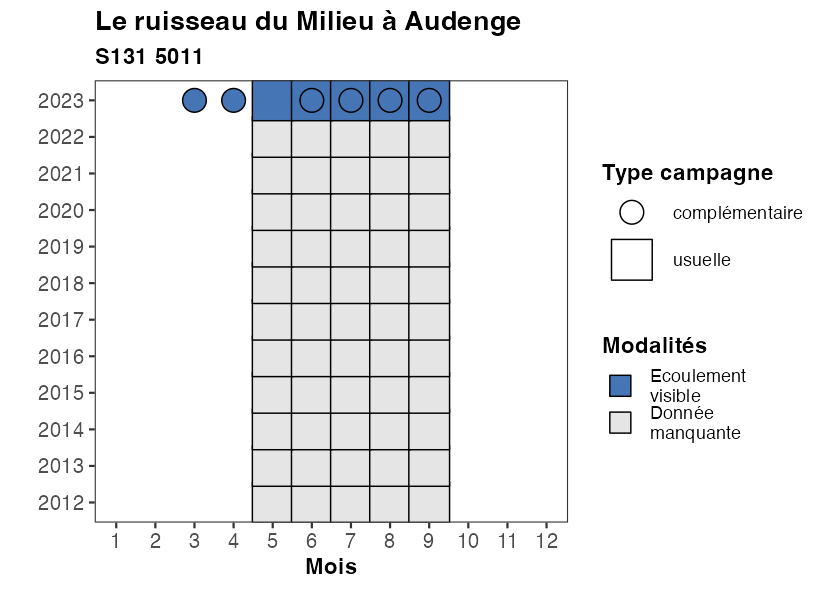 Le ruisseau du Milieu à Audenge
S131 5011
2023
2022
2021
2020
2019
2018
2017
2016
2015
2014
2013
2012
1 2 3 4 5 6 7 8 9 10 11 12
Mois
Type campagne
complémentaire
usuelle
Modalités
Ecoulement
visible
Donnée
manquante